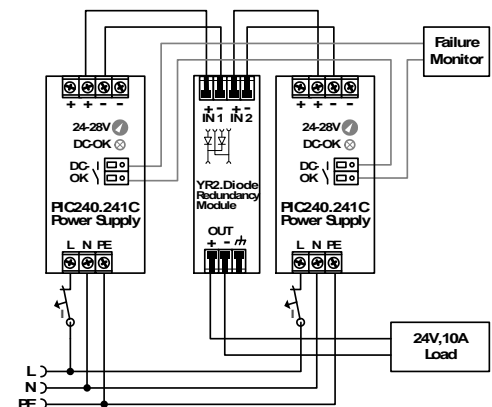 Failure
Monitor
+ + - -
24-28V
DC-OK
DC-
OK
PIC240.241C
Power Supply
L N PE
+ - + -
IN 1 IN 2
YR2.Diode
Redundancy
Module
OUT
+ -
+ + - -
24-28V
DC-OK
DC-
OK
PIC240.241C
Power Supply
L N PE
I
I
24V,10A
Load
L
N
PE